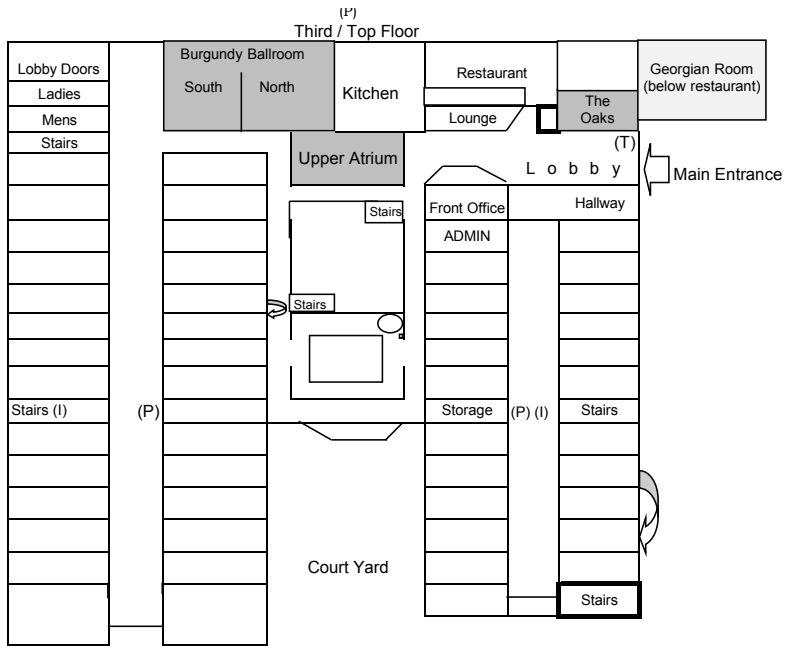 (P)
Third / Top Floor
Lobby Doors
Ladies
Mens
Stairs
Burgundy Ballroom
South
North
Kitchen
Restaurant
Lounge
The
Oaks
Georgian Room
(below restaurant)
(T)
L o b b y
Main Entrance
Upper Atrium
Stairs
Front Office
Hallway
ADMIN
Stairs
Stairs (I)
(P)
Storage
(P) (I)
Stairs
Court Yard
Stairs